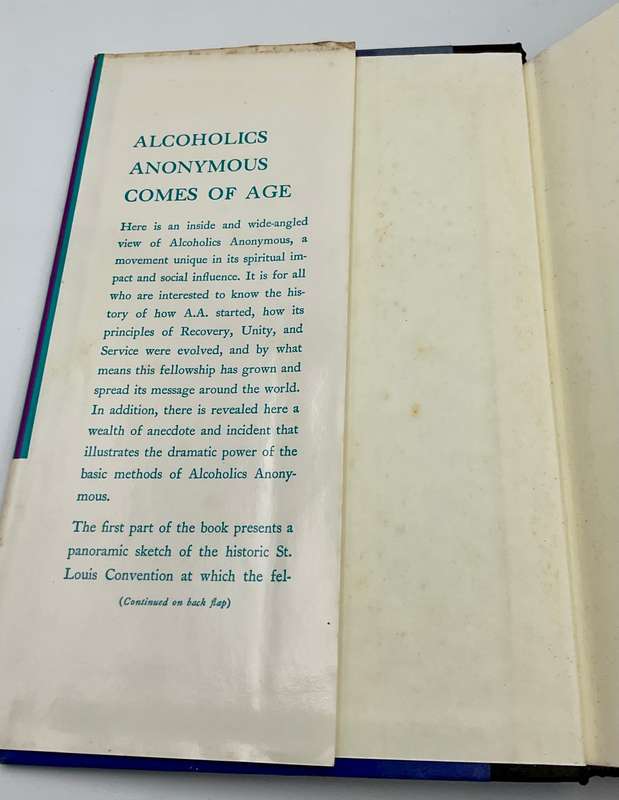 ALCOHOLICS
ANONYMOUS
COMES OF AGE
Here is an inside and wide-angled
view of Alcoholics Anonymous, a
movement unique in its spiritual im-
pact and social influence. It is for all
who are interested to know the his-
tory of how A.A. started, how its
principles of Recovery, Unity, and
Service were evolved, and by what
means this fellowship has grown and
spread its message around the world.
In addition, there is revealed here a
wealth of anecdote and incident that
illustrates the dramatic power of the
basic methods of Alcoholics Anony-
mous.
The first part of the book presents a
panoramic sketch of the historic St.
Louis Convention at which the fel-
(Continued on back flap)